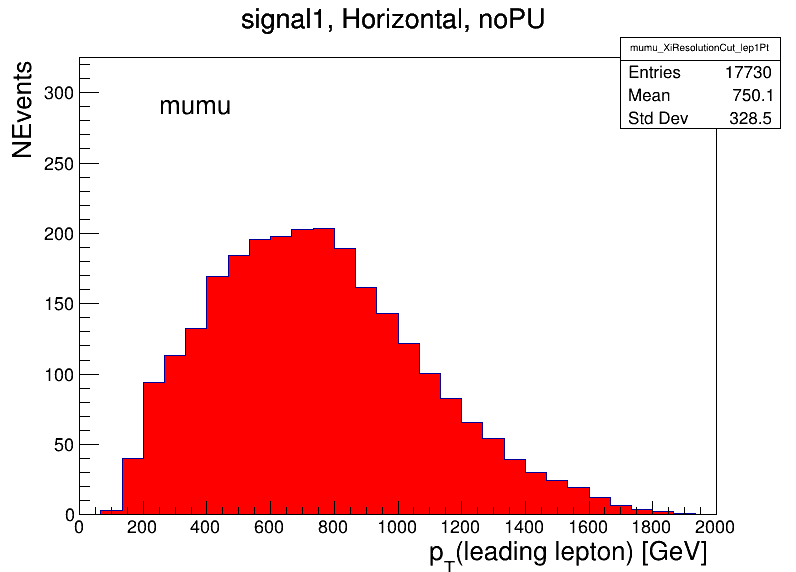 signal1, Horizontal, noPU
mumu_XiResolutionCut_lep1Pt
Entries 17730
Mean 750.1
Std Dev 328.5
NEvents
mumu
300
250
200
150
100
50
0
0 200 400 600 800 1000 1200 1400 1600 1800 2000
pT(leading lepton) [GeV]